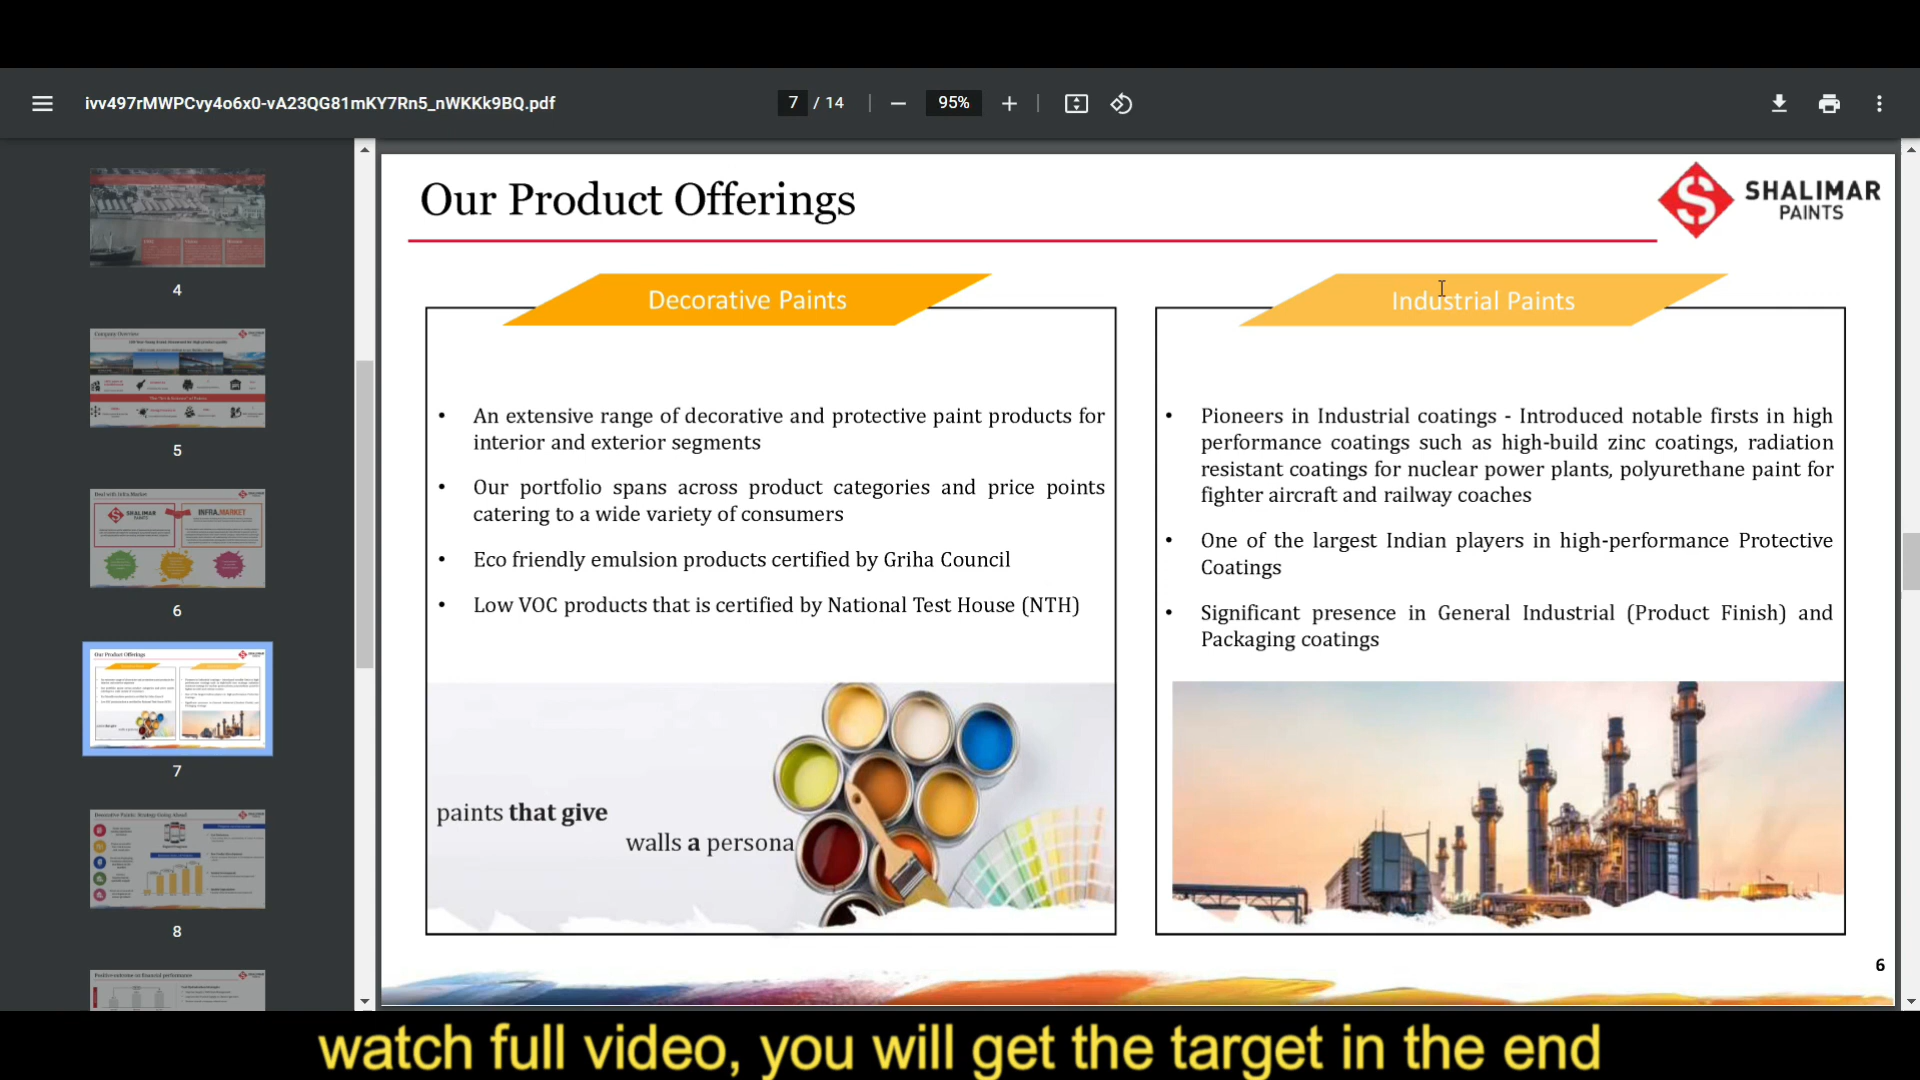 ivv497rMWPCvy4o6x0-vA23QG81mKY7Rn5_nWKKk9BQ.pdf
7 / 14
95%
4
5
6
7
8
Our Product Offerings
SHALIMAR
PAINTS
Decorative Paints
• An extensive range of decorative and protective paint products for
interior and exterior segments
• Our portfolio spans across product categories and price points
catering to a wide variety of consumers
• Eco friendly emulsion products certified by Griha Council
• Low VOC products that is certified by National Test House (NTH)
paints that give
walls a persona
Industrial Paints
• Pioneers in Industrial coatings - Introduced notable firsts in high
performance coatings such as high-build zinc coatings, radiation
resistant coatings for nuclear power plants, polyurethane paint for
fighter aircraft and railway coaches
• One of the largest Indian players in high-performance Protective
Coatings
• Significant presence in General Industrial (Product Finish) and
Packaging coatings
6
watch full video, you will get the target in the end